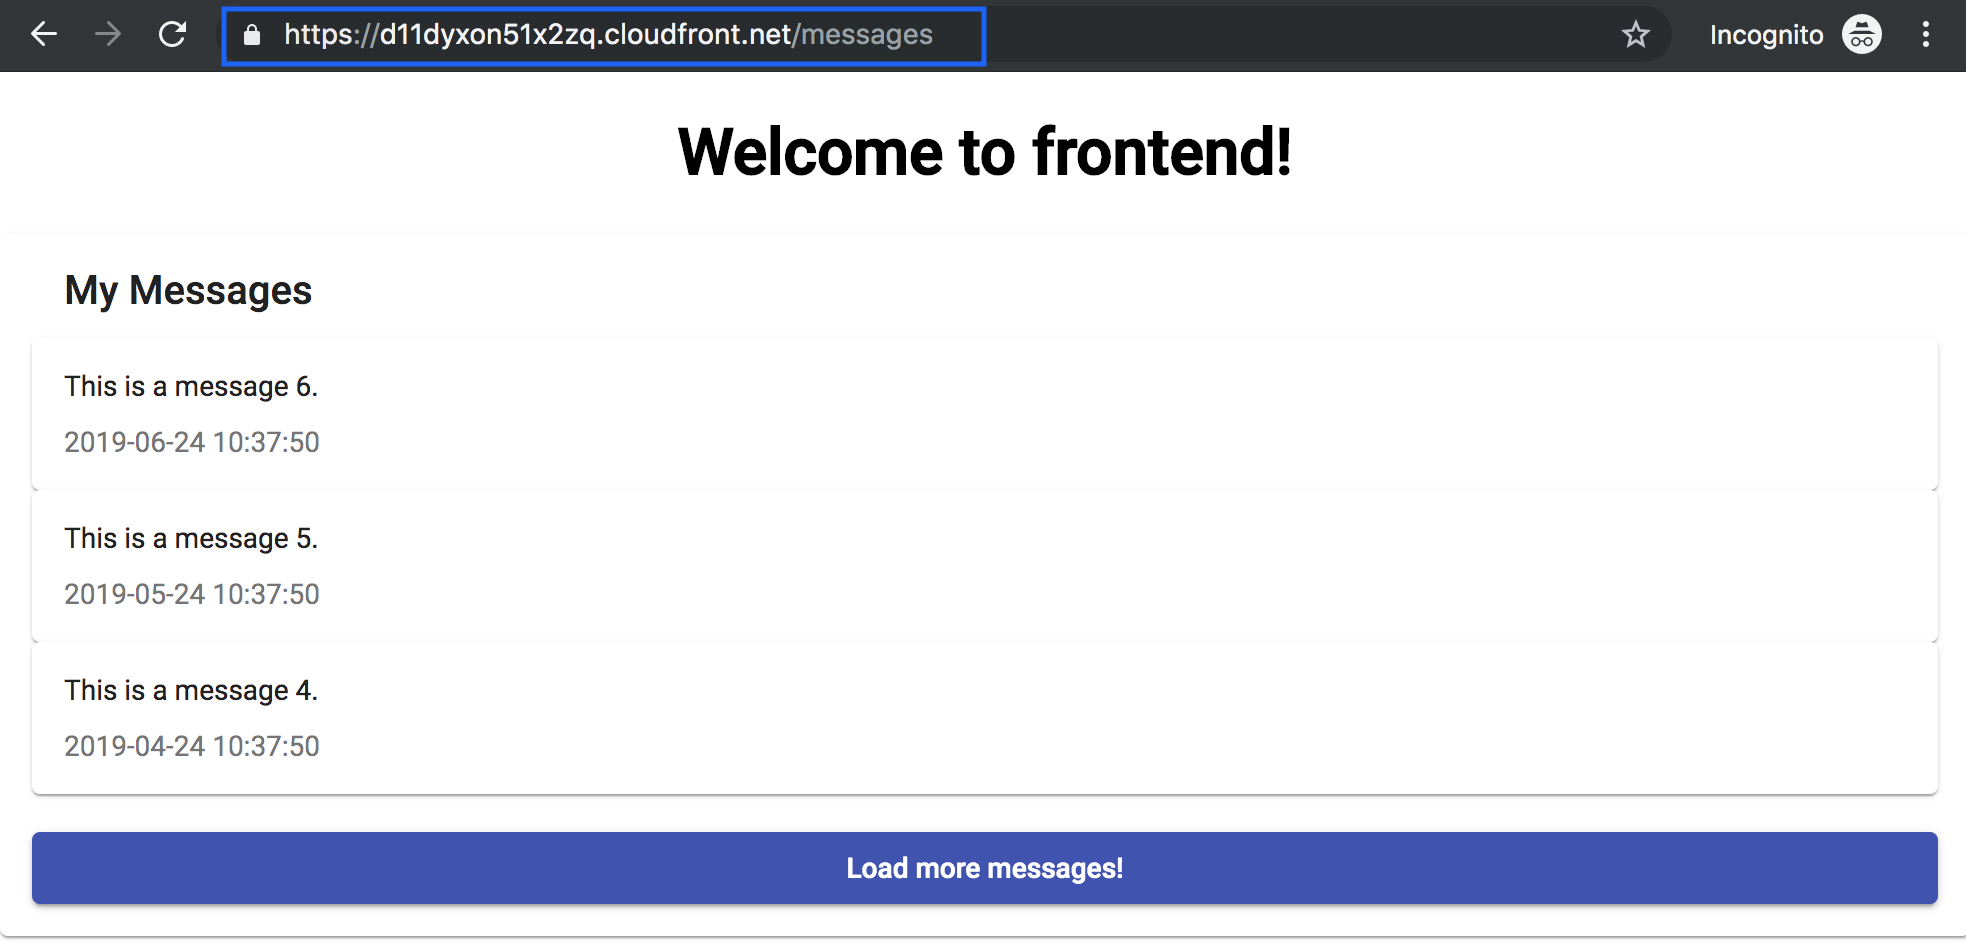 https://d11dyxon51x2zq.cloudfront.net/messages
Incognito
Welcome to frontend!
My Messages
This is a message 6.
2019-06-24 10:37:50
This is a message 5.
2019-05-24 10:37:50
This is a message 4.
2019-04-24 10:37:50
Load more messages!